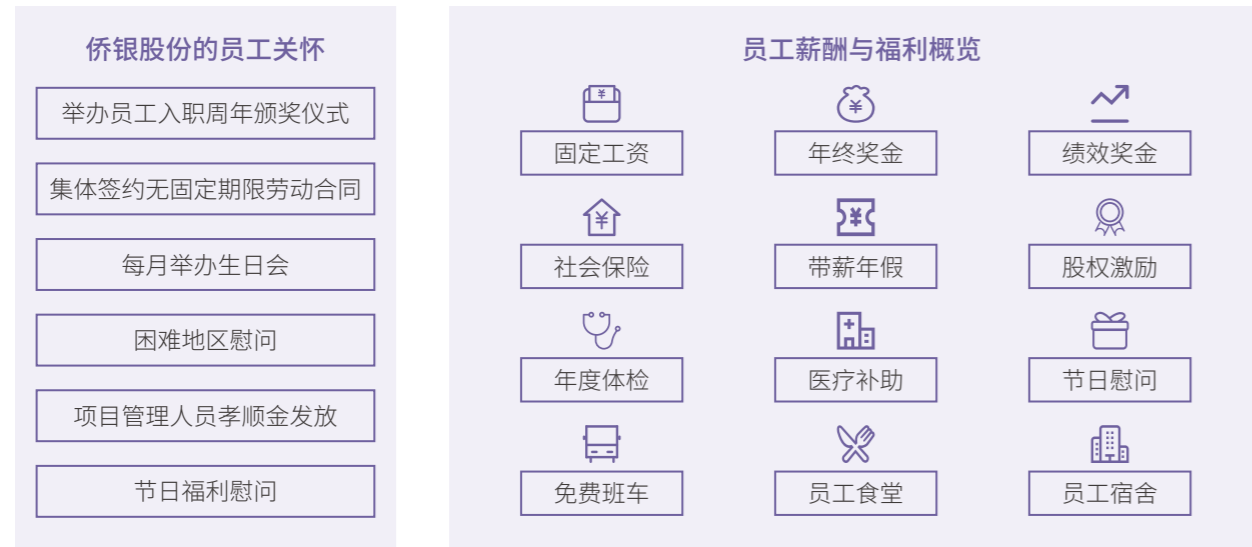 侨银股份的员工关怀
举办员工入职周年颁奖仪式
集体签约无固定期限劳动合同
每月举办生日会
困难地区慰问
项目管理人员孝顺金发放
节日福利慰问
员工薪酬与福利概览
固定工资
年终奖金
绩效奖金
社会保险
带薪年假
股权激励
年度体检
医疗补助
节日慰问
免费班车
员工食堂
员工宿舍